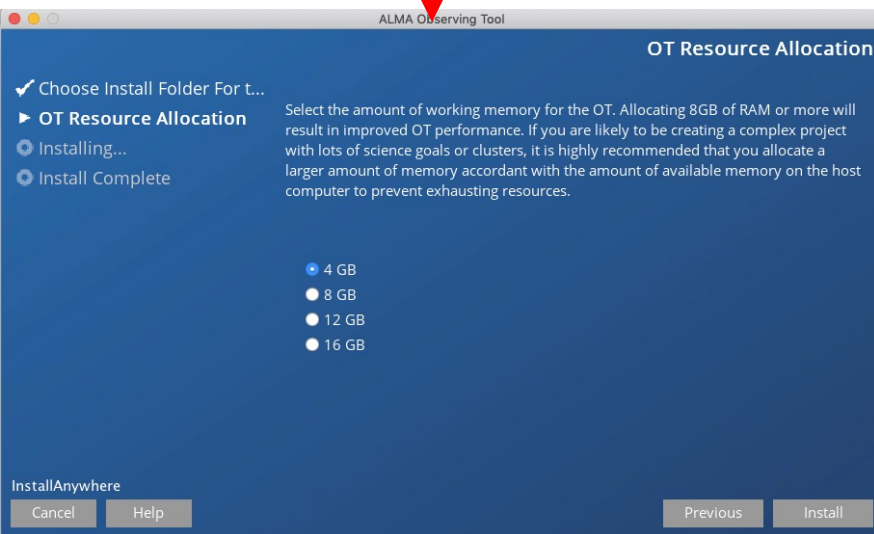 ALMA Observing Tool
OT Resource Allocation
Choose Install Folder For t...
OT Resource Allocation
Installing...
Install Complete
Select the amount of working memory for the OT. Allocating 8GB of RAM or more will
result in improved OT performance. If you are likely to be creating a complex project
with lots of science goals or clusters, it is highly recommended that you allocate a
larger amount of memory accordant with the amount of available memory on the host
computer to prevent exhausting resources.
4 GB
8 GB
12 GB
16 GB
InstallAnywhere
Cancel Help Previous Install